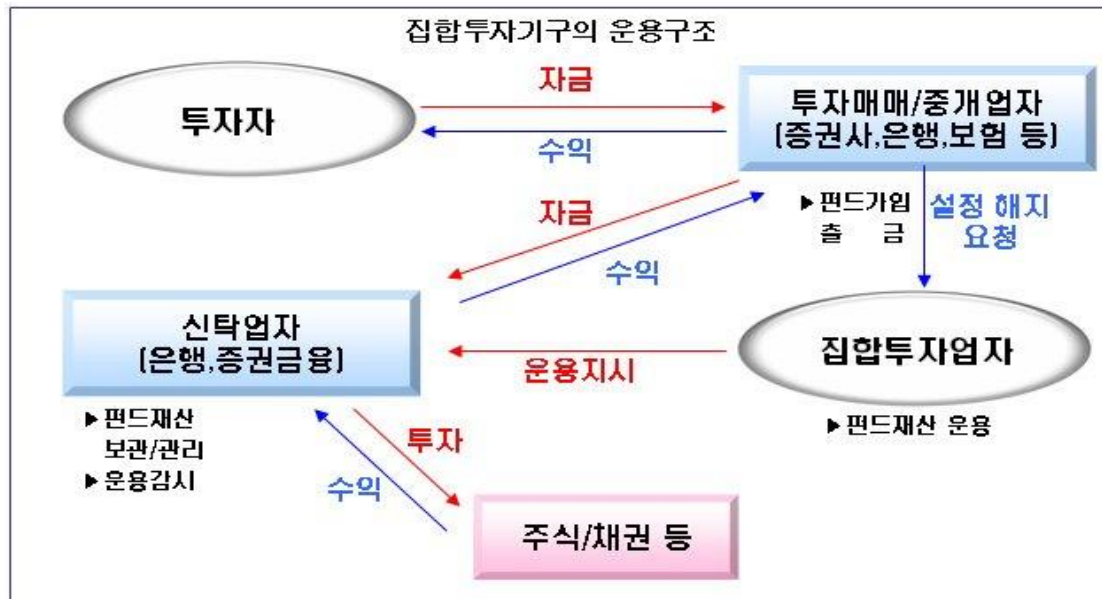 집합투자기구의 운용구조
투자자
자금
수익
투자매매/중개업자
(증권사,은행,보험 등)
자금
수익
▶펀드가입
출 금
설정 해지
요청
신탁업자
(은행,증권금융)
운용지시
집합투자업자
▶펀드재산
보관/관리
▶운용감시
▶펀드재산 운용
투자
수익
주식/채권 등